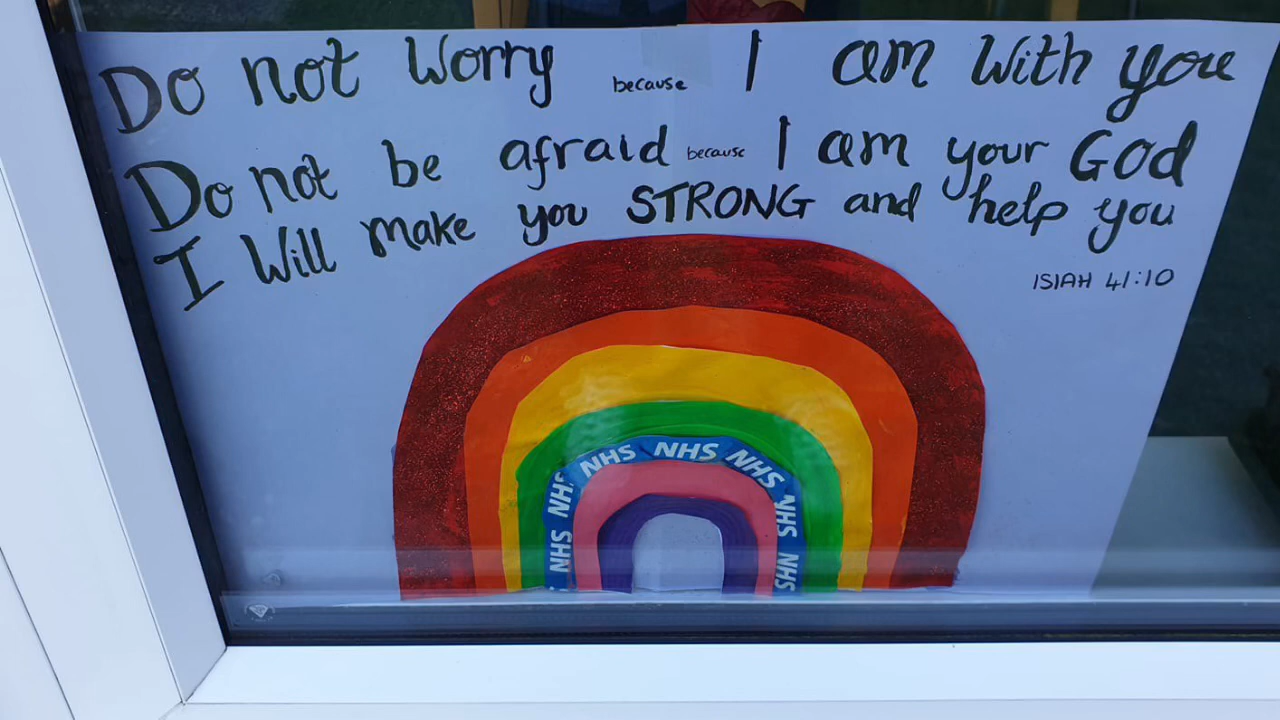 Do not Worry because I am With you
Do not be afraid because I am your God
I Will make you STRONG and help you
ISIAH 41:10
NHS NHS NHS NHS NHS NHS NHS